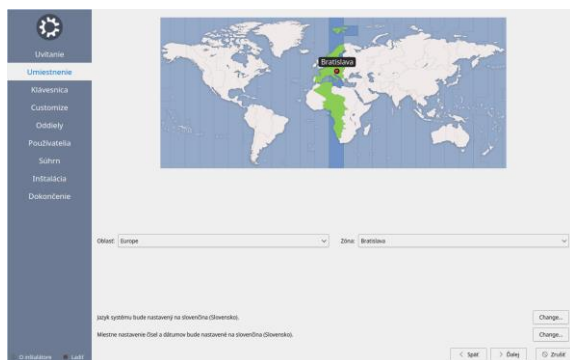 Uvítanie
Umiestnenie
Klávesnica
Customize
Oddiely
Používatelia
Súhrn
Inštalácia
Dokončenie
Bratislava
Oblasť: Europe
Zóna: Bratislava
Jazyk systému bude nastavený na slovenčina (Slovensko).
Change...
Miestne nastavenie čísel a dátumov bude nastavené na slovenčina (Slovensko).
Change...
O inštalátore
Ladiť
Späť
Ďalej
Zrušiť